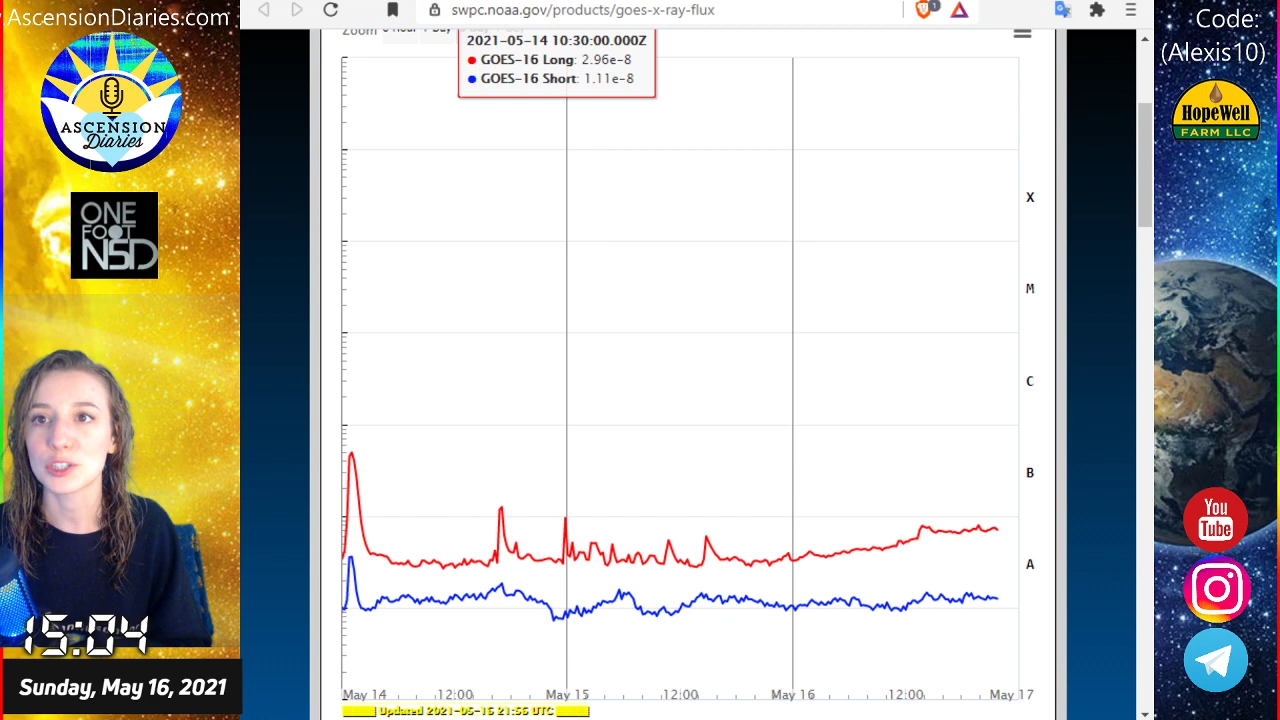 AscensionDiaries.com
ASCENSION
Diaries
ONE
FOOT
NSD
15:04
Sunday, May 16, 2021
swpc.noaa.gov/products/goes-x-ray-flux
1
Zoom
2021-05-14 10:30:00.000Z
GOES-16 Long: 2.96e-8
GOES-16 Short: 1.11e-8
X
M
C
B
A
May 14 12:00 May 15 12:00 May 16 12:00 May 17
Updated 2021-05-16 21:56 UTC
Code:
(Alexis10)
HopeWell
FARM LLC
You
Tube